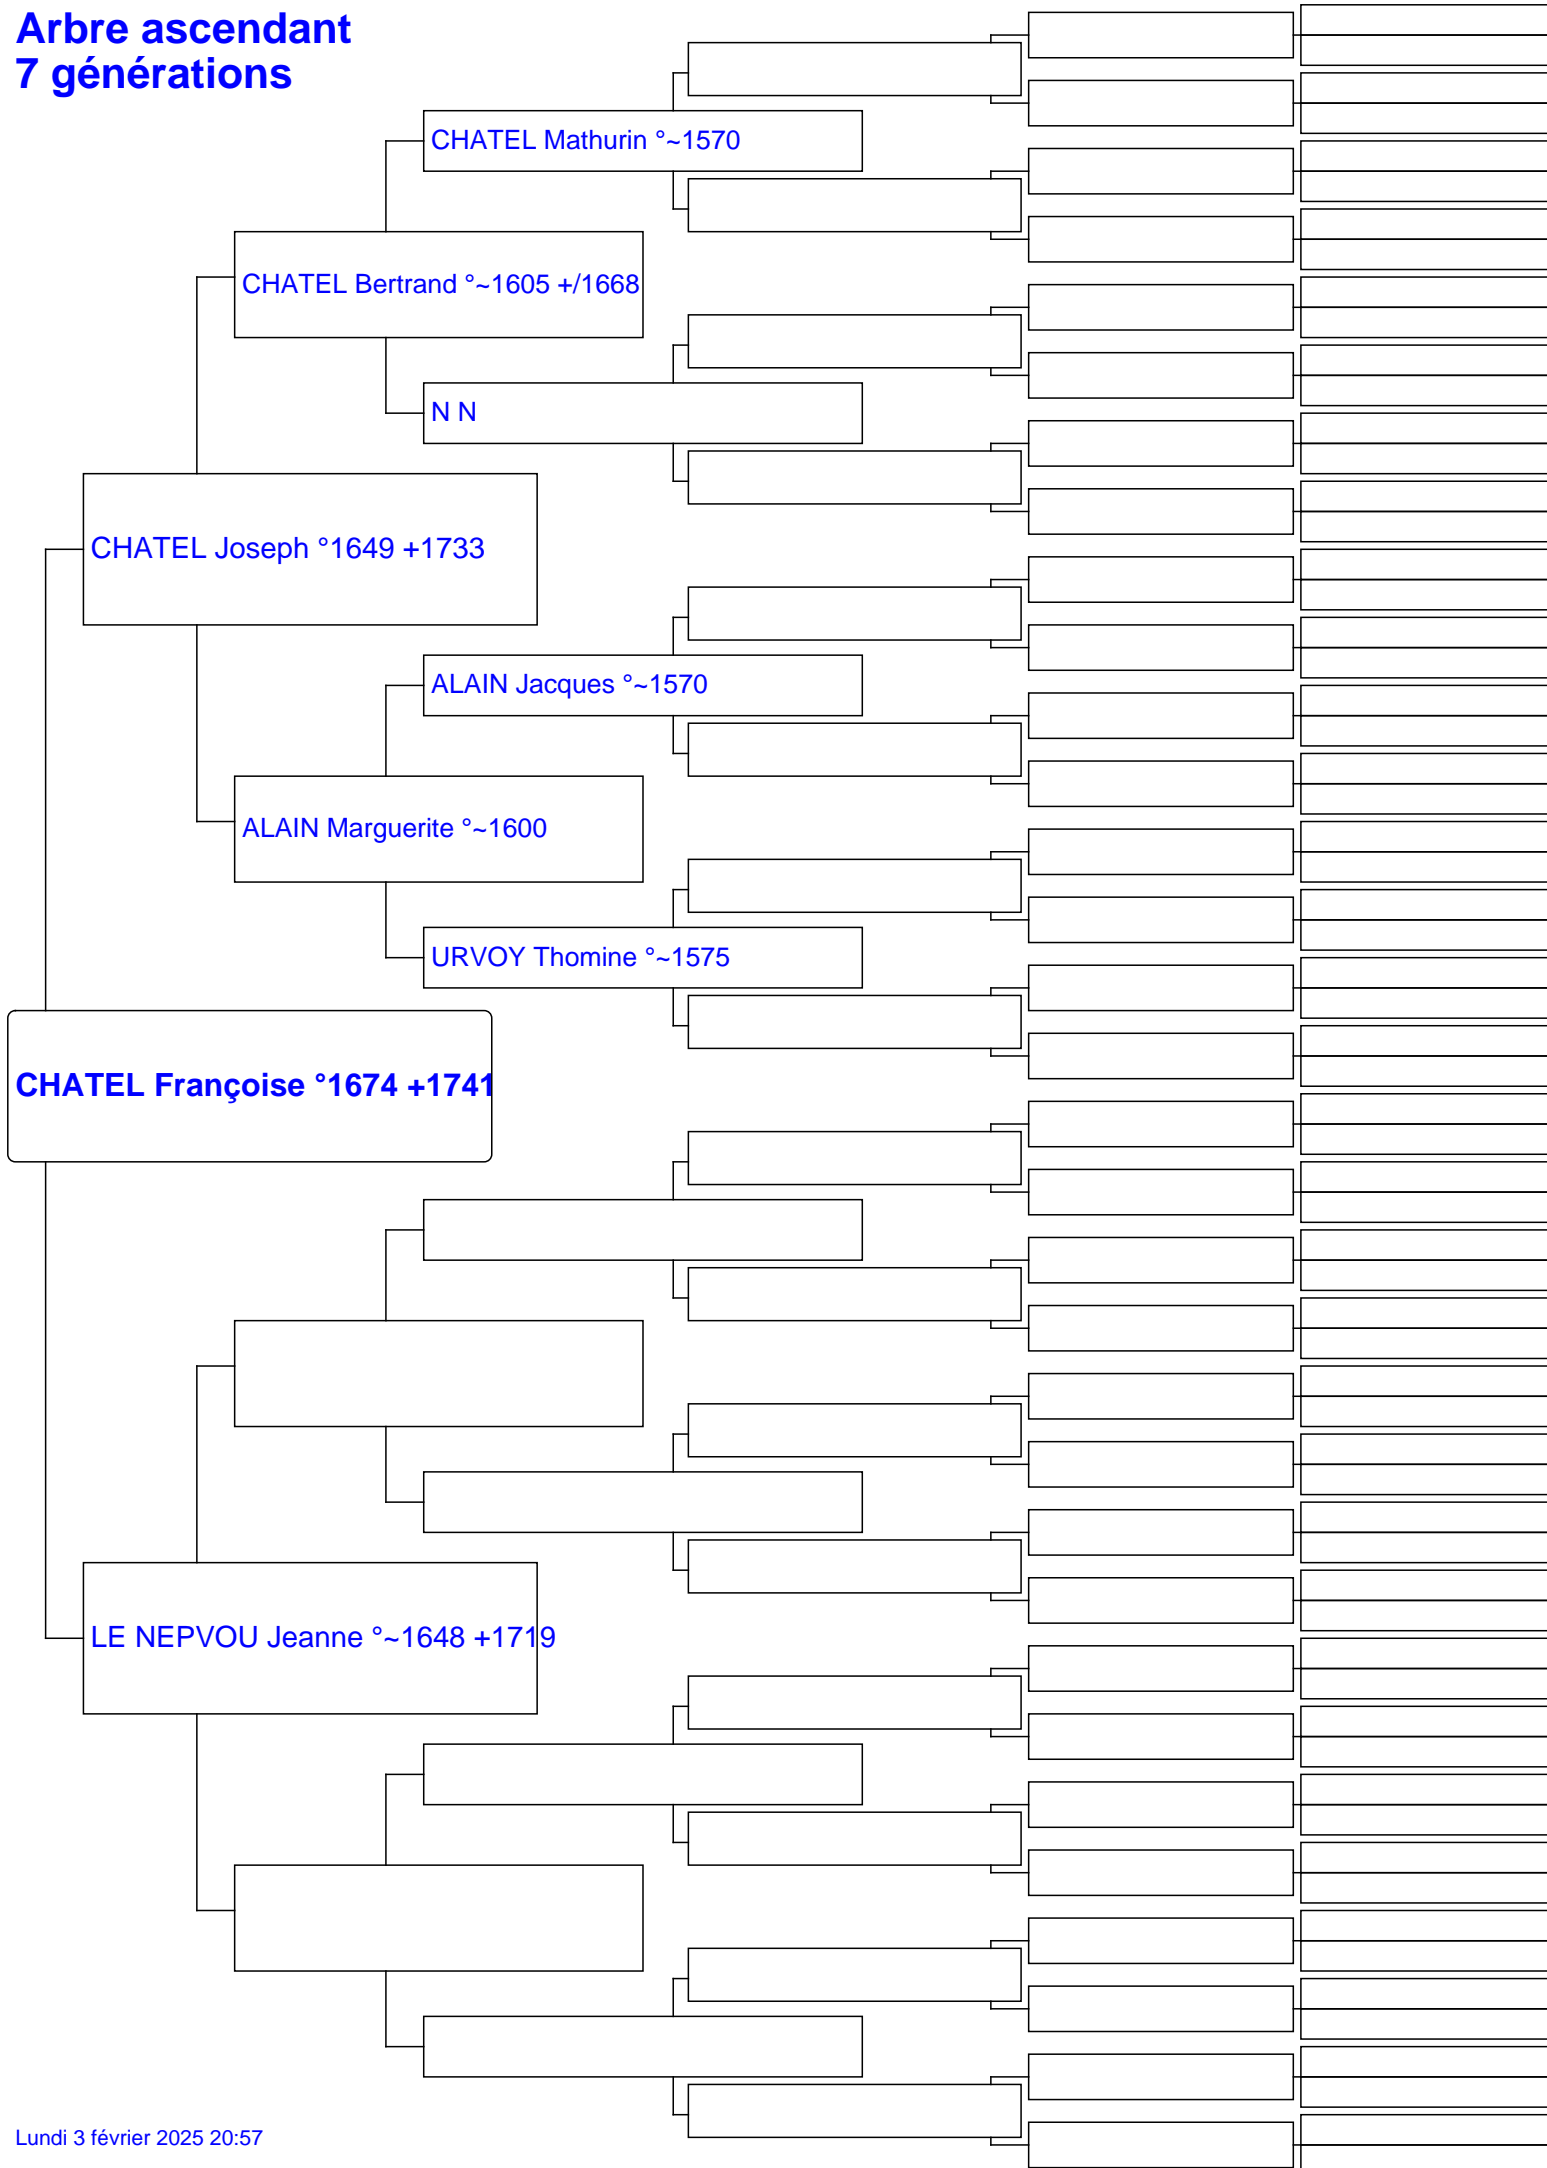 Arbre ascendant
7 générations
CHATEL Mathurin °~1570
CHATEL Bertrand °~1605 +/1668
N N
CHATEL Joseph °1649 +1733
ALAIN Jacques °~1570
ALAIN Marguerite °~1600
URVOY Thomine °~1575
CHATEL Françoise °1674 +1741
LE NEPVOU Jeanne °~1648 +1719
Lundi 3 février 2025 20:57